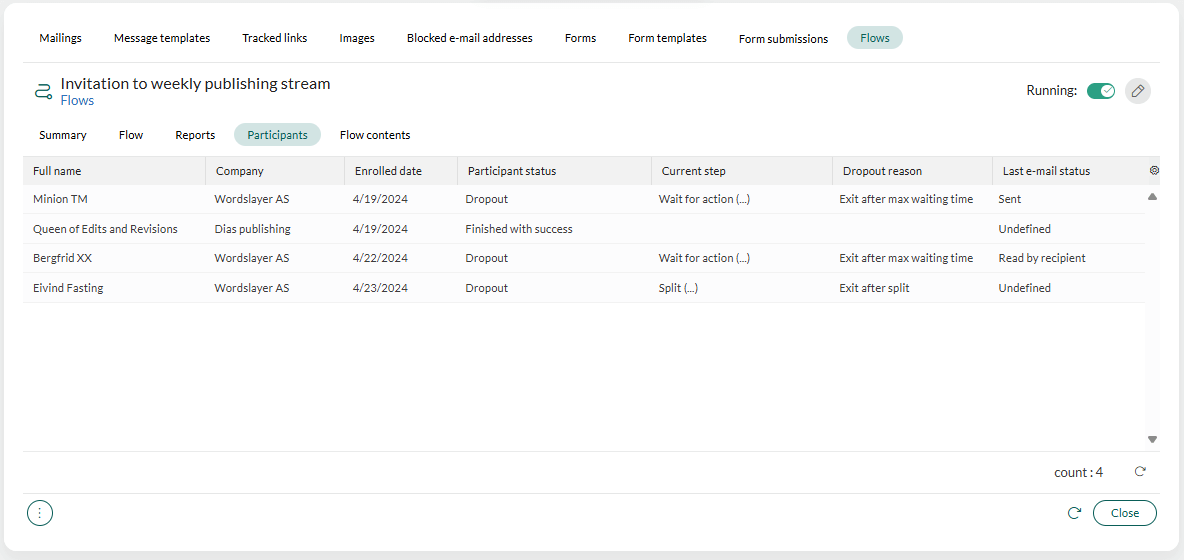 Mailings Message templates Tracked links Images Blocked e-mail addresses Forms Form templates Form submissions Flows
Invitation to weekly publishing stream
Flows
Running:
Summary Flow Reports Participants Flow contents
Full name Company Enrolled date Participant status Current step Dropout reason Last e-mail status
Minion TM Wordslayer AS 4/19/2024 Dropout Wait for action (...) Exit after max waiting time Sent
Queen of Edits and Revisions Dias publishing 4/19/2024 Finished with success Undefined
Bergfrid XX Wordslayer AS 4/22/2024 Dropout Wait for action (...) Exit after max waiting time Read by recipient
Eivind Fasting Wordslayer AS 4/23/2024 Dropout Split (...) Exit after split Undefined
count : 4
Close